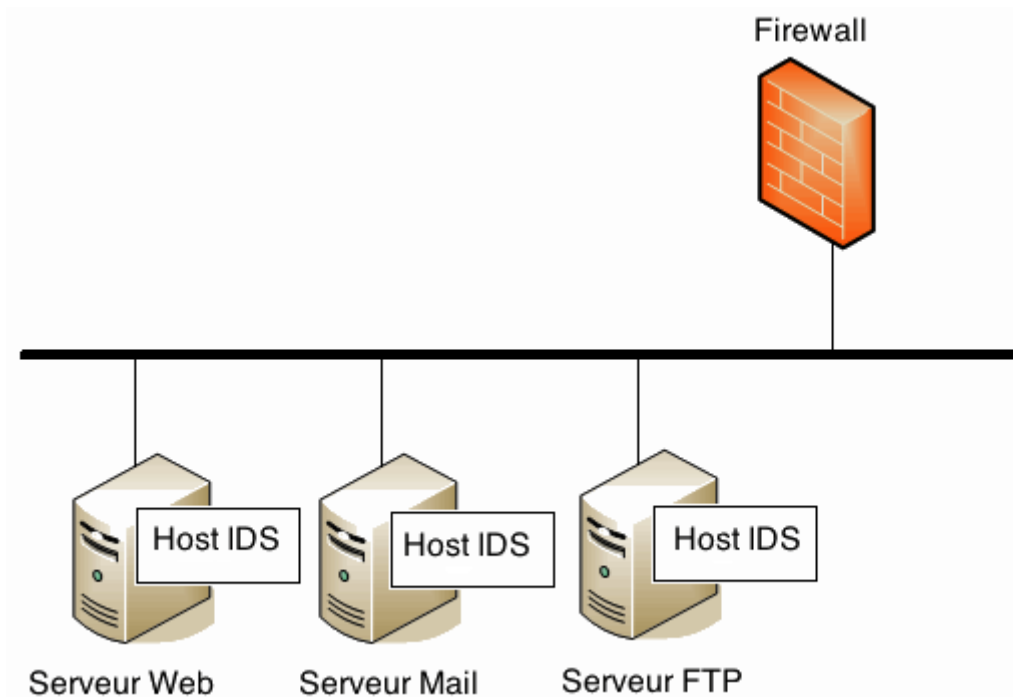 Firewall
Host IDS
Host IDS
Host IDS
Serveur Web
Serveur Mail
Serveur FTP